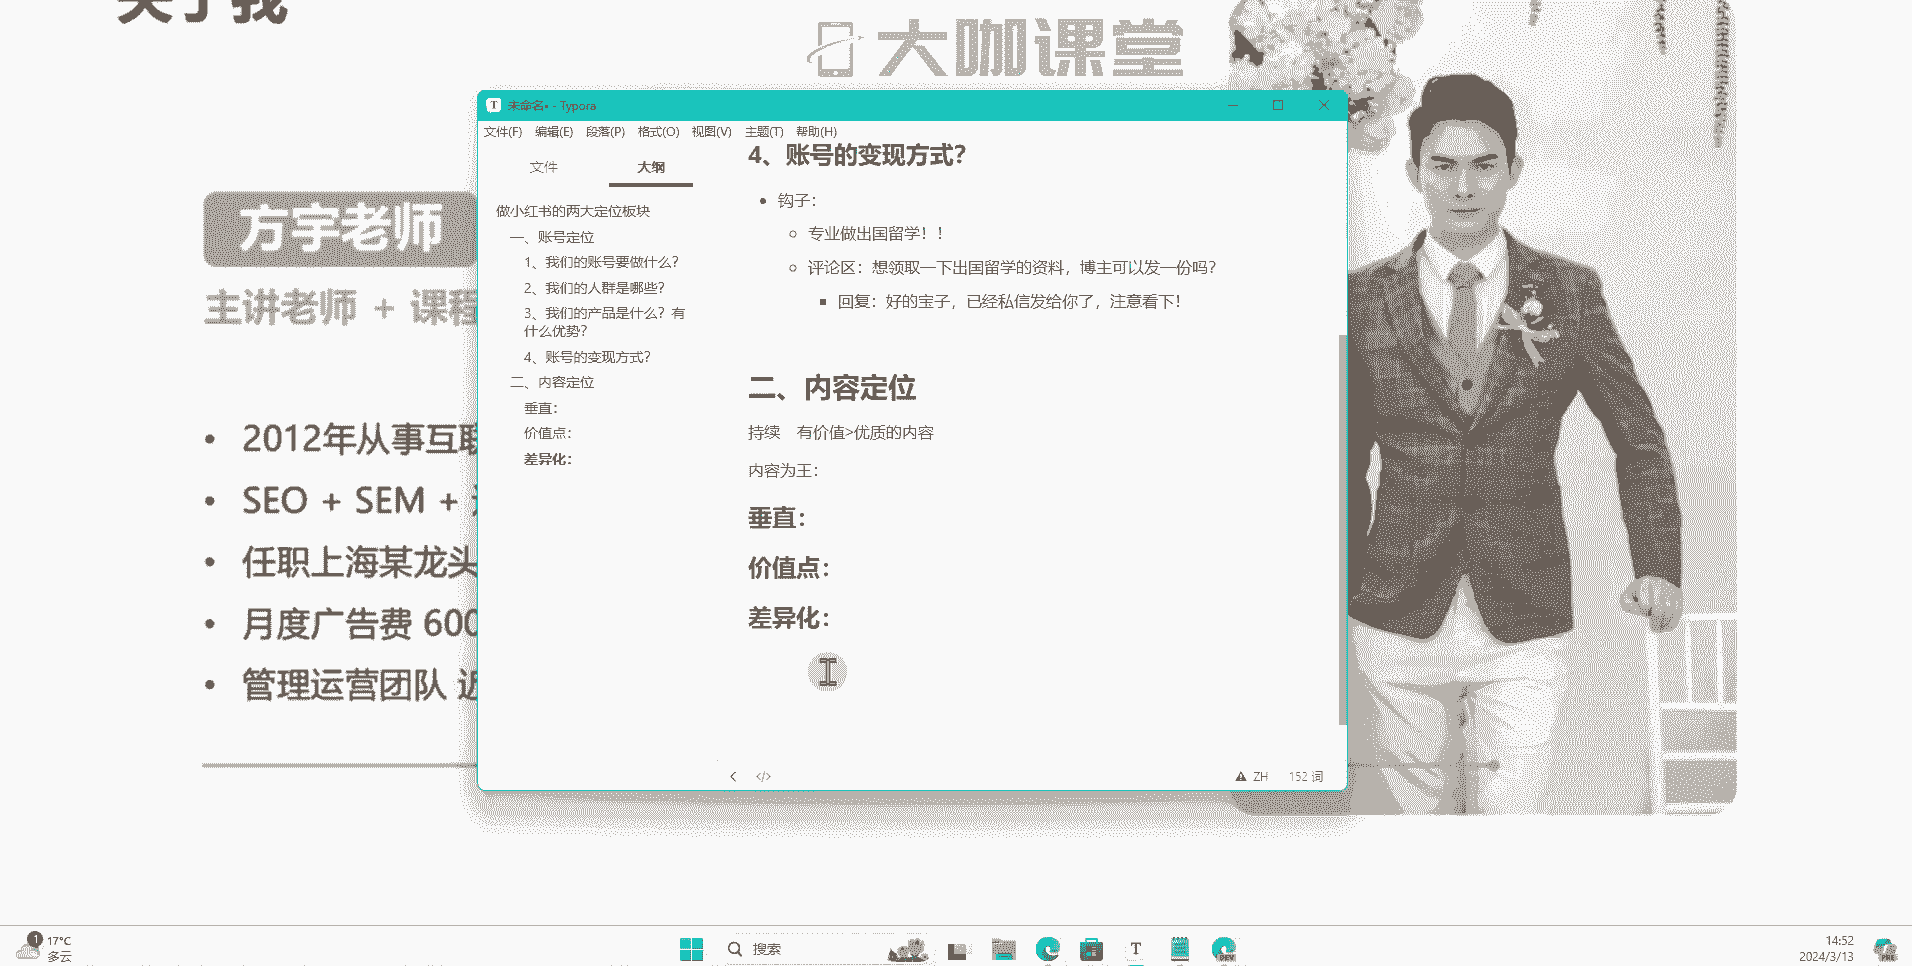 关于我
大咖课堂
方宇老师
主讲老师 + 课程
2012年从事互联
SEO + SEM +
任职上海某龙头
月度广告费 600
管理运营团队 近
未命名• - Typora
文件(F) 编辑(E) 段落(P) 格式(O) 视图(V) 主题(T) 帮助(H)
文件 大纲
做小红书的两大定位板块
一、账号定位
1、我们的账号要做什么？
2、我们的人群是哪些？
3、我们的产品是什么？有
什么优势？
4、账号的变现方式？
二、内容定位
垂直：
价值点：
差异化：
4、账号的变现方式？
钩子：
专业做出国留学！！
评论区：想领取一下出国留学的资料，博主可以发一份吗？
回复：好的宝子，已经私信发给你了，注意看下！
二、内容定位
持续 有价值>优质的内容
内容为王：
垂直：
价值点：
差异化：
ZH 152 词
1
17°C
多云
搜索
T
DEV
14:52
2024/3/13
PRE